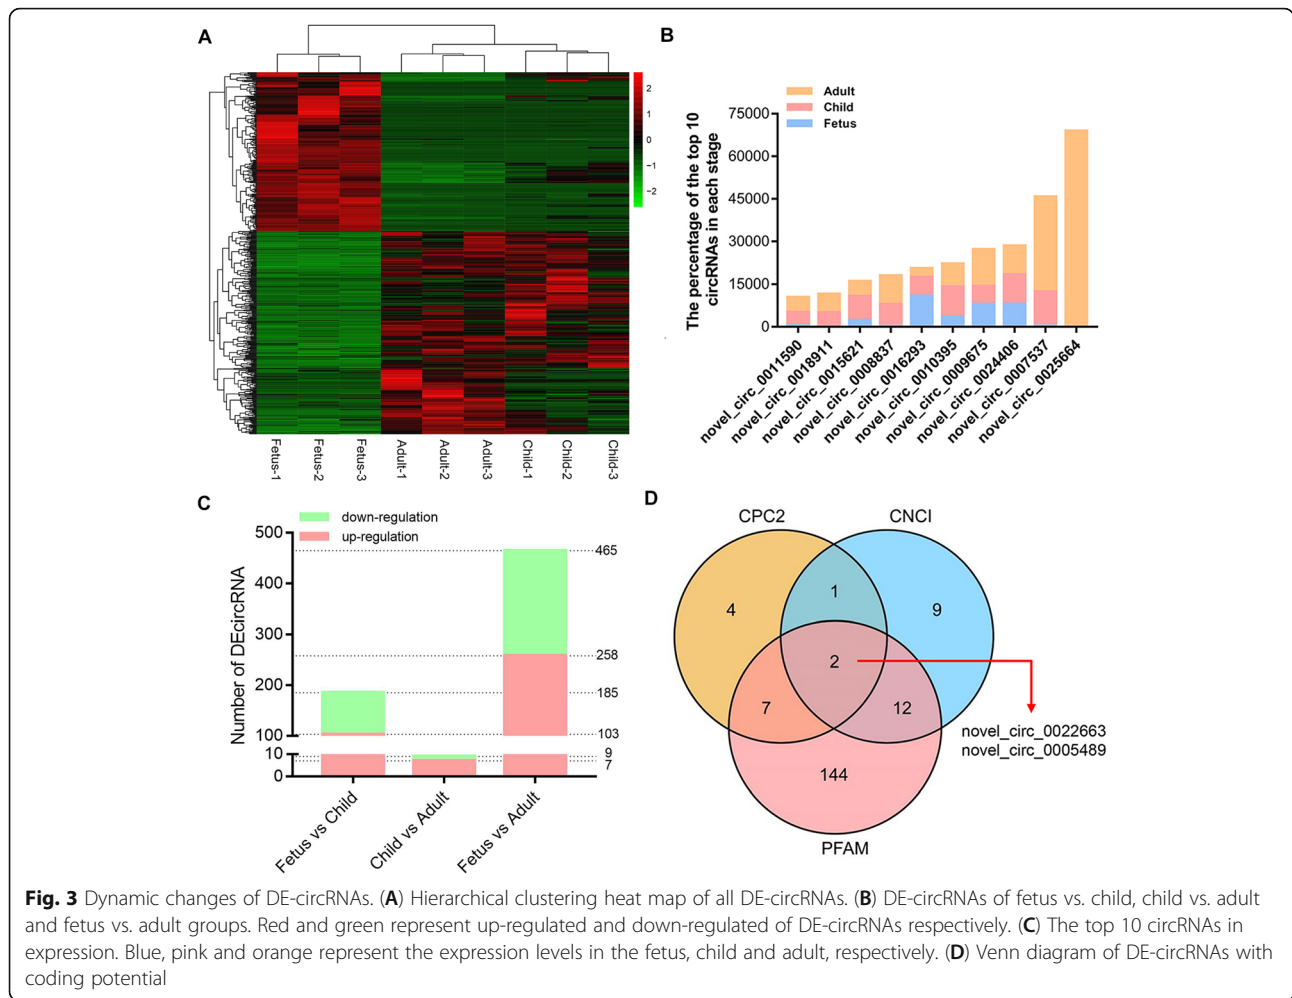 A
2
1
0
−1
−2
Fetus-1
Fetus-2
Fetus-3
Adult-1
Adult-2
Adult-3
Child-1
Child-2
Child-3
B
Adult
Child
Fetus
The percentage of the top 10
circRNAs in each stage
75000
60000
45000
30000
15000
0
novel_circ_0011590
novel_circ_0018911
novel_circ_0015621
novel_circ_0008837
novel_circ_0016293
novel_circ_0010395
novel_circ_0009675
novel_circ_0024406
novel_circ_0007537
novel_circ_0025664
C
down-regulation
up-regulation
Number of DEcircRNA
500
400
300
200
100
10
0
465
258
185
103
9
7
Fetus vs Child
Child vs Adult
Fetus vs Adult
D
CPC2
CNCI
4
1
9
2
7
12
144
PFAM
novel_circ_0022663
novel_circ_0005489
Fig. 3 Dynamic changes of DE-circRNAs. (A) Hierarchical clustering heat map of all DE-circRNAs. (B) DE-circRNAs of fetus vs. child, child vs. adult
and fetus vs. adult groups. Red and green represent up-regulated and down-regulated of DE-circRNAs respectively. (C) The top 10 circRNAs in
expression. Blue, pink and orange represent the expression levels in the fetus, child and adult, respectively. (D) Venn diagram of DE-circRNAs with
coding potential